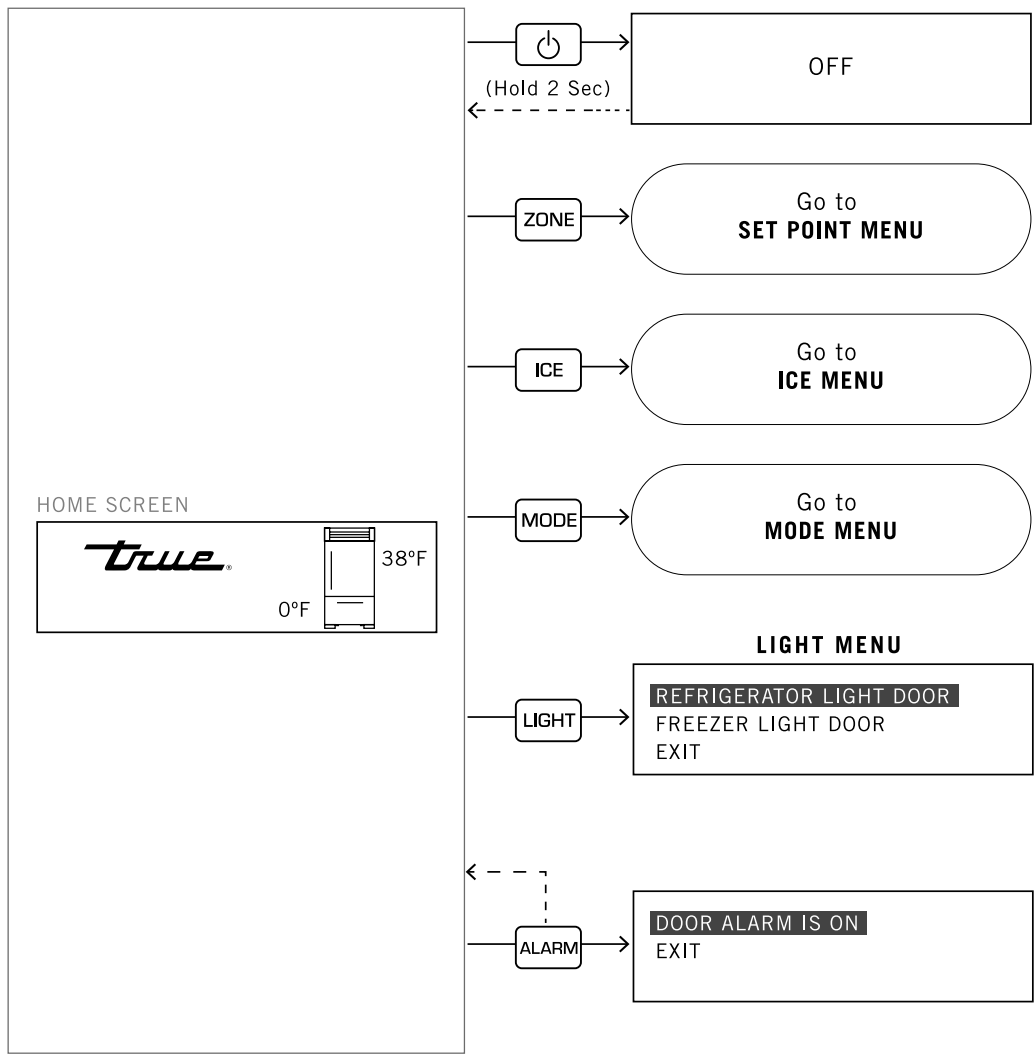 OFF
(Hold 2 Sec)
ZONE
Go to
SET POINT MENU
ICE
Go to
ICE MENU
MODE
Go to
MODE MENU
HOME SCREEN
true®
38°F
0°F
LIGHT MENU
LIGHT
REFRIGERATOR LIGHT DOOR
FREEZER LIGHT DOOR
EXIT
ALARM
DOOR ALARM IS ON
EXIT